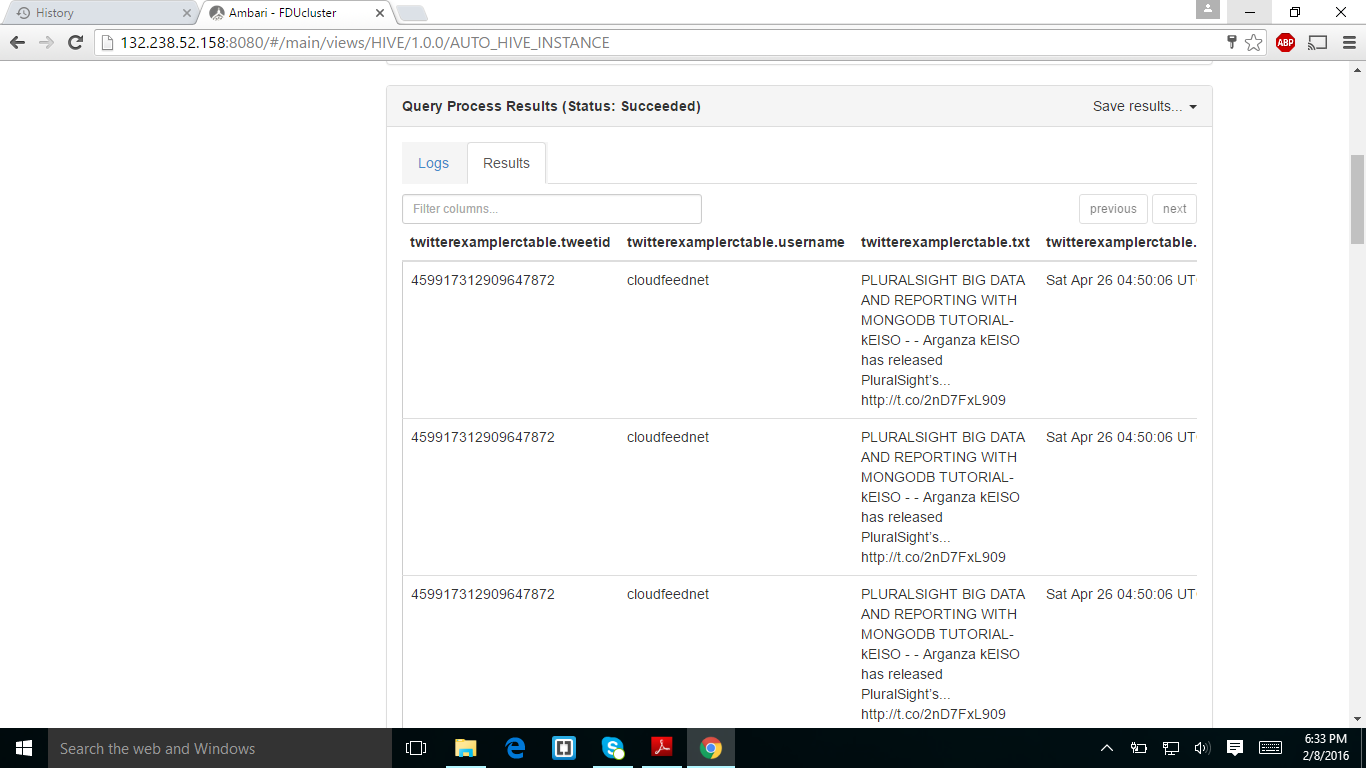 History
Ambari - FDUcluster
132.238.52.158:8080/#/main/views/HIVE/1.0.0/AUTO_HIVE_INSTANCE
ABP
Query Process Results (Status: Succeeded)
Save results...
Logs
Results
Filter columns...
previous
next
twitterexamplerctable.tweetid twitterexamplerctable.username twitterexamplerctable.txt twitterexamplerctable.
459917312909647872 cloudfeednet PLURALSIGHT BIG DATA Sat Apr 26 04:50:06 UT
AND REPORTING WITH
MONGODB TUTORIAL-
kEISO - - Arganza kEISO
has released
PluralSight's...
http://t.co/2nD7FxL909
459917312909647872 cloudfeednet PLURALSIGHT BIG DATA Sat Apr 26 04:50:06 UT
AND REPORTING WITH
MONGODB TUTORIAL-
kEISO - - Arganza kEISO
has released
PluralSight's...
http://t.co/2nD7FxL909
459917312909647872 cloudfeednet PLURALSIGHT BIG DATA Sat Apr 26 04:50:06 UT
AND REPORTING WITH
MONGODB TUTORIAL-
kEISO - - Arganza kEISO
has released
PluralSight's...
http://t.co/2nD7FxL909
Search the web and Windows
6:33 PM
2/8/2016